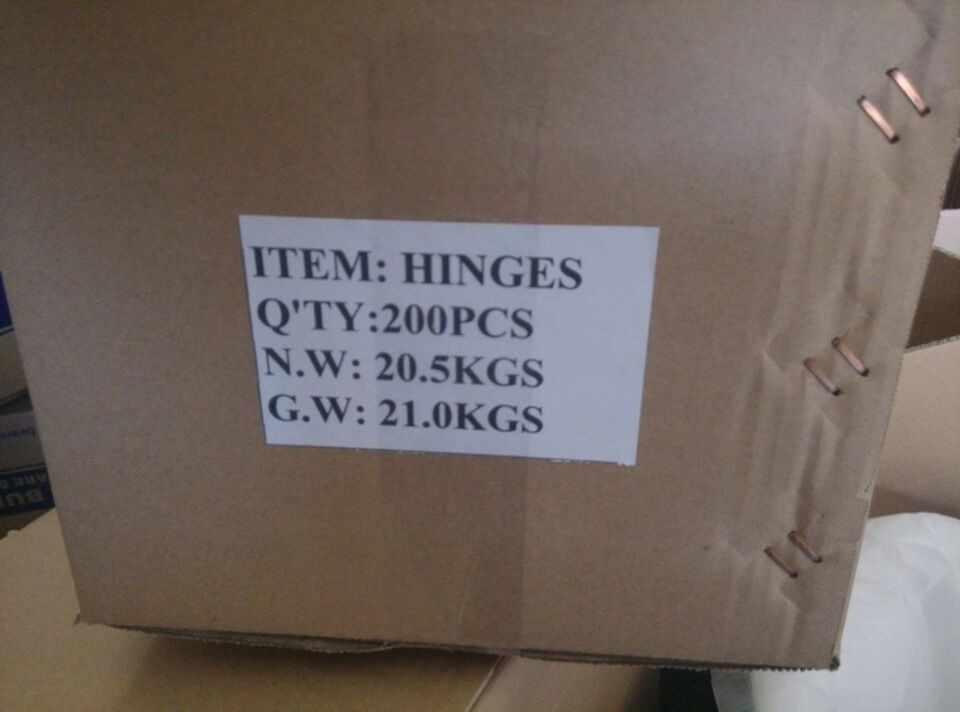 ITEM: HINGES
Q'TY:200PCS
N.W: 20.5KGS
G.W: 21.0KGS